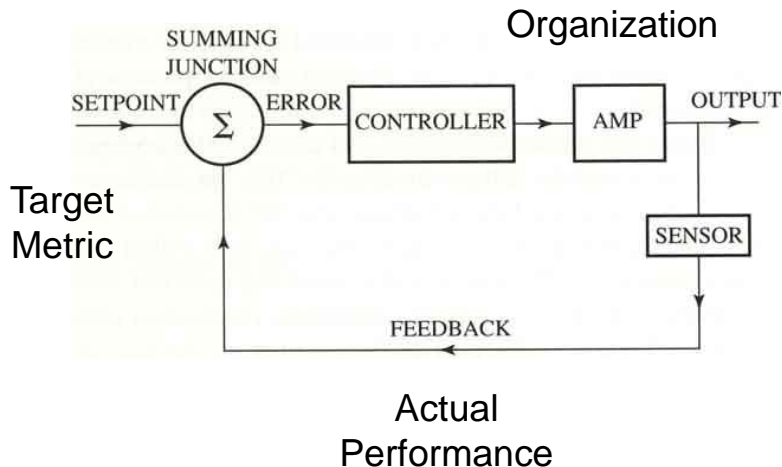 Organization
SUMMING
JUNCTION
SETPOINT
Σ
ERROR
CONTROLLER
AMP
OUTPUT
Target
Metric
SENSOR
FEEDBACK
Actual
Performance